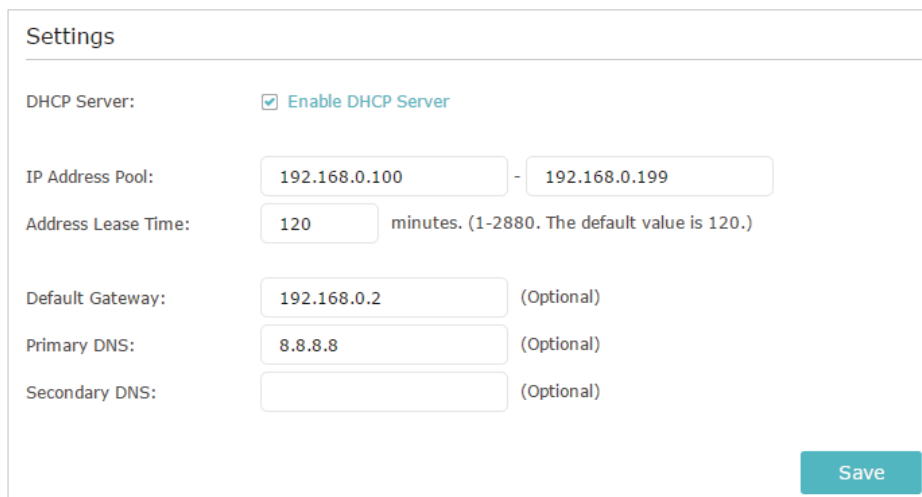 Settings
DHCP Server: Enable DHCP Server
IP Address Pool: 192.168.0.100 - 192.168.0.199
Address Lease Time: 120 minutes. (1-2880. The default value is 120.)
Default Gateway: 192.168.0.2 (Optional)
Primary DNS: 8.8.8.8 (Optional)
Secondary DNS: (Optional)
Save